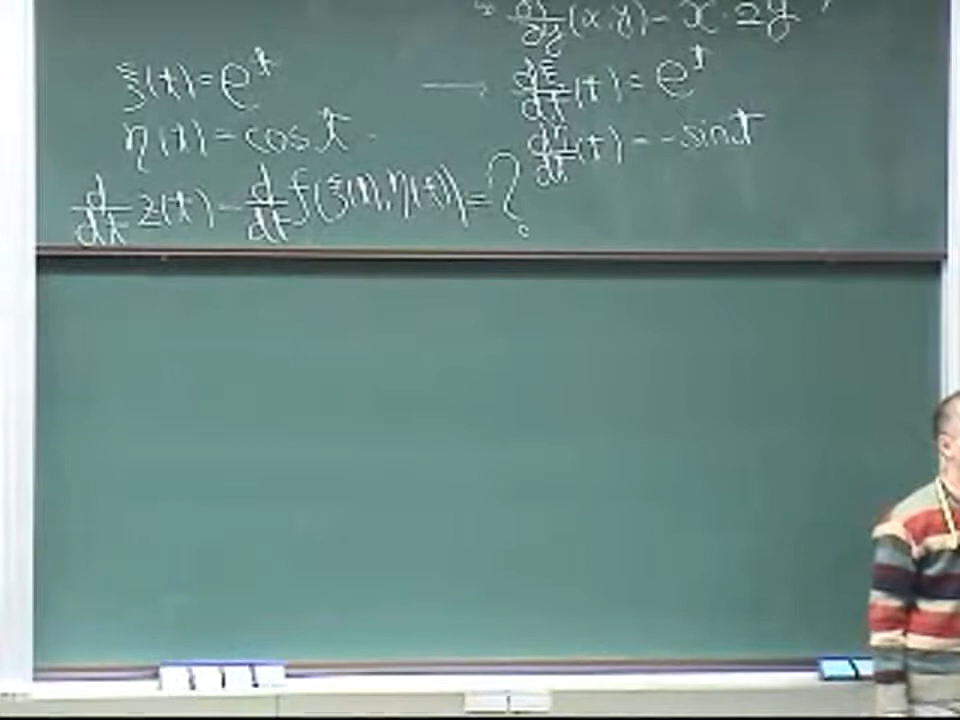 (x,y) = x·2y
ξ(t) = e^t → dξ/dt (t) = e^t
η(t) = cos t dη/dt (t) = -sin t
d/dt z(t) = d/dt f(ξ(t), η(t)) = ?